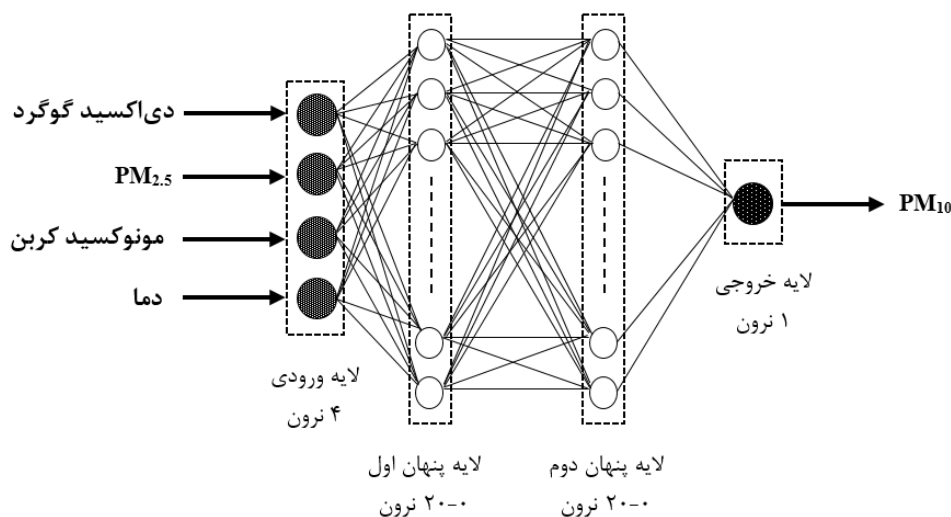 دی‌اکسید گوگرد
PM2.5
مونوکسید کربن
دما
PM10
لایه ورودی
۴ نرون
لایه پنهان اول
۲۰-۰ نرون
لایه پنهان دوم
۲۰-۰ نرون
لایه خروجی
۱ نرون